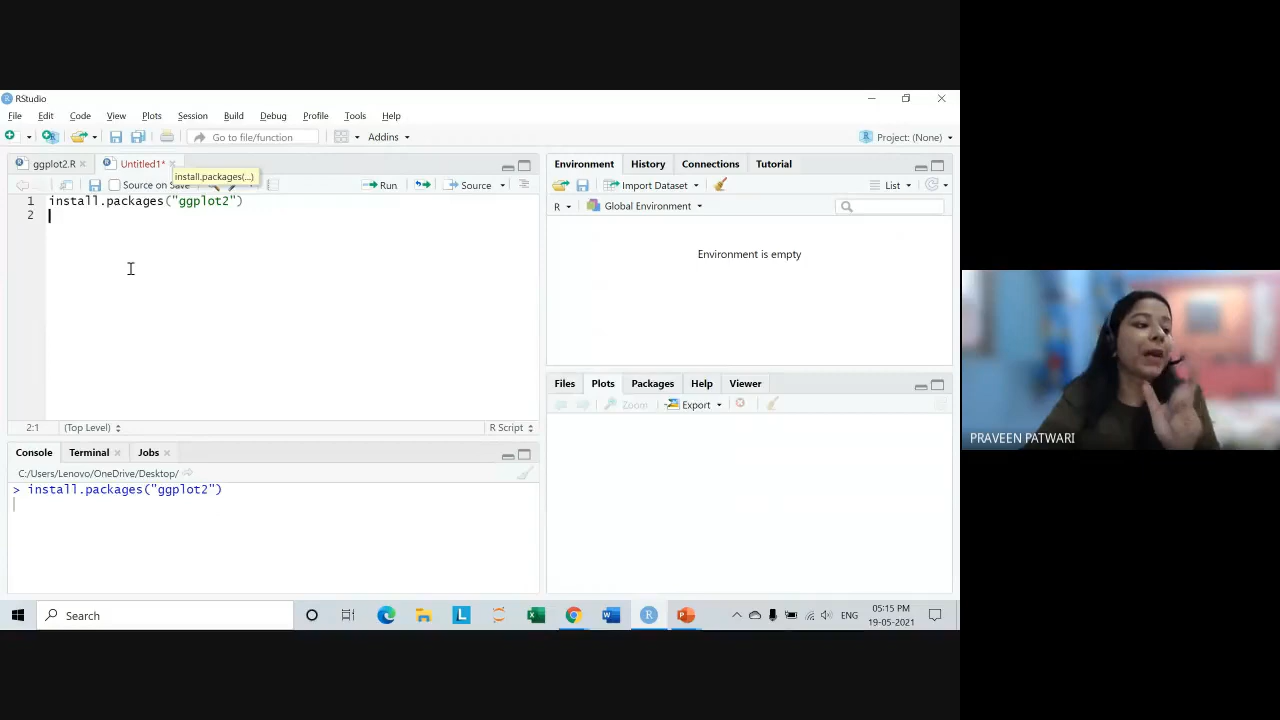 RStudio
File Edit Code View Plots Session Build Debug Profile Tools Help
Go to file/function Addins Project: (None)
ggplot2.R Untitled1*
install.packages(...)
Source on Save Run Source
1 install.packages("ggplot2")
2
2:1 (Top Level) R Script
Console Terminal Jobs
C:/Users/Lenovo/OneDrive/Desktop/
> install.packages("ggplot2")
Environment History Connections Tutorial
Import Dataset List
R Global Environment
Environment is empty
Files Plots Packages Help Viewer
Zoom Export
PRAVEEN PATWARI
Search
ENG
05:15 PM
19-05-2021